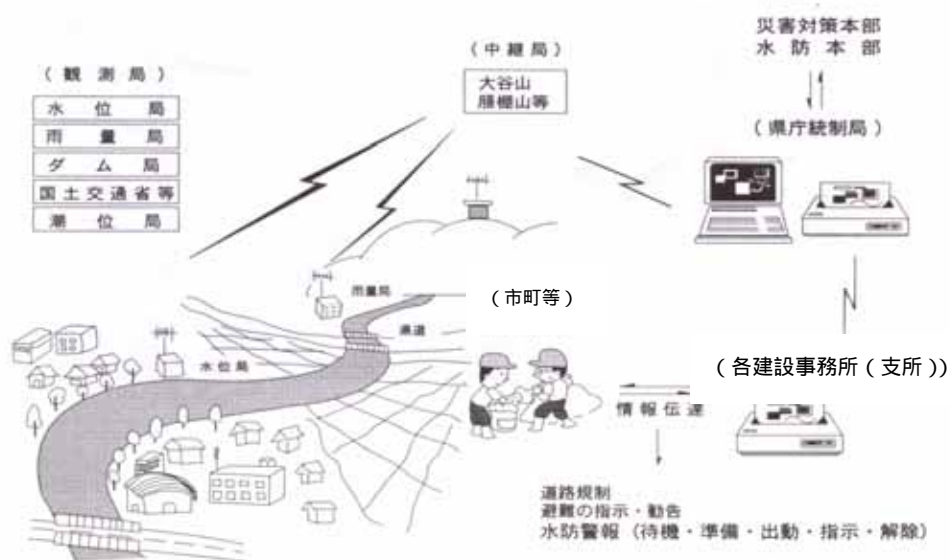 (観測局)
水位局
雨量局
ダム局
国土交通省等
潮位局
(中継局)
大谷山
腰棚山等
災害対策本部
水防本部
(県庁統制局)
雨量局
(市町等)
県道
水位局
(各建設事務所(支所))
情報伝達
道路規制
避難の指示・勧告
水防警報(待機・準備・出動・指示・解除)